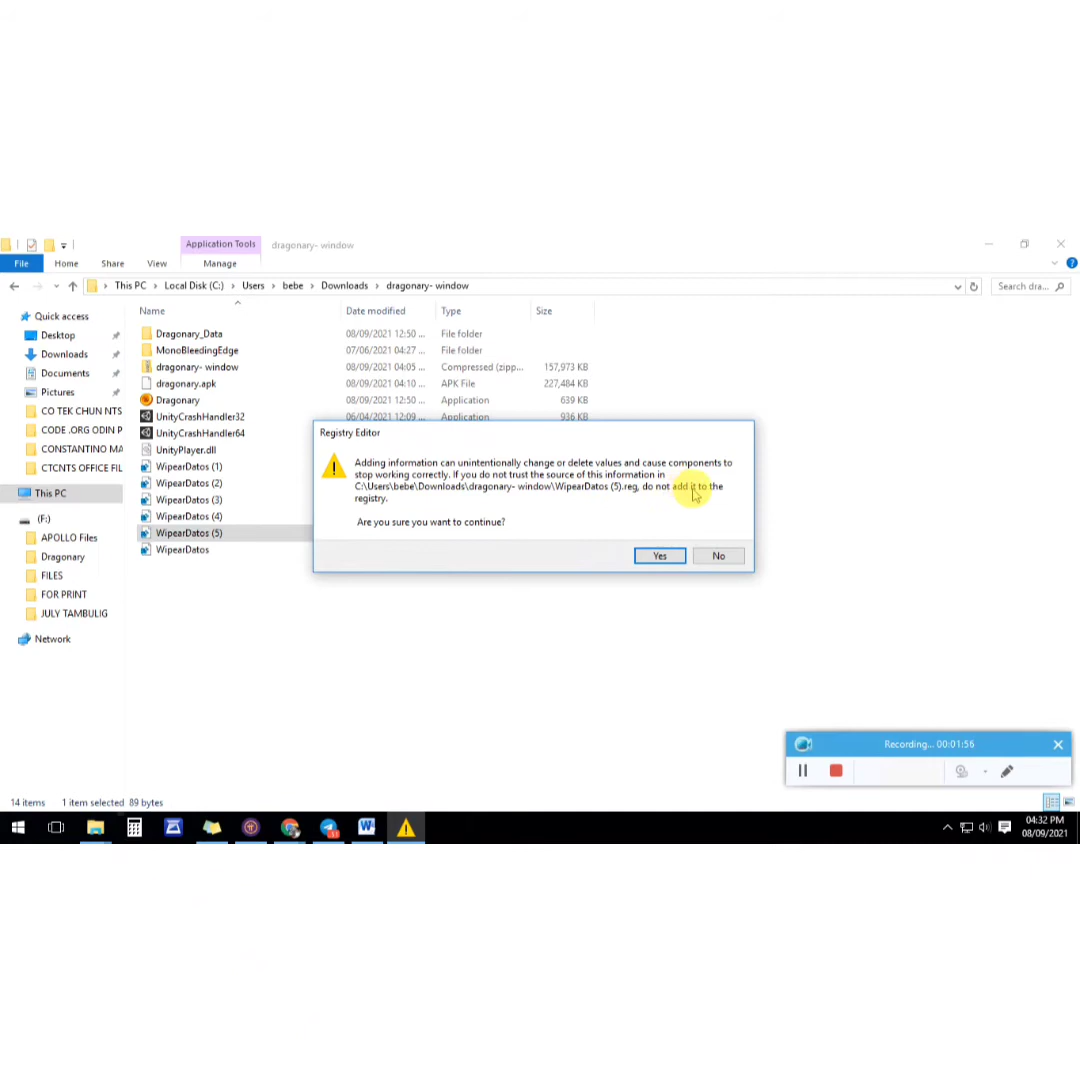 Application Tools
dragonary- window
File
Home
Share
View
Manage
This PC
Local Disk (C:)
Users
bebe
Downloads
dragonary- window
Search dra...
Name
Date modified
Type
Size
Quick access
Desktop
Downloads
Documents
Pictures
CO TEK CHUN NTS
CODE .ORG ODIN P
CONSTANTINO MA
CTCNTS OFFICE FIL
This PC
(F:)
APOLLO Files
Dragonary
FILES
FOR PRINT
JULY TAMBULIG
Network
Dragonary_Data 08/09/2021 12:50 ... File folder
MonoBleedingEdge 07/06/2021 04:27 ... File folder
dragonary- window 08/09/2021 04:05 ... Compressed (zipp... 157,973 KB
dragonary.apk 08/09/2021 04:10 ... APK File 227,484 KB
Dragonary 08/09/2021 12:50 ... Application 639 KB
UnityCrashHandler32 06/04/2021 12:09 ... Application 936 KB
UnityCrashHandler64
UnityPlayer.dll
WipearDatos (1)
WipearDatos (2)
WipearDatos (3)
WipearDatos (4)
WipearDatos (5)
WipearDatos
Registry Editor
Adding information can unintentionally change or delete values and cause components to
stop working correctly. If you do not trust the source of this information in
C:\Users\bebe\Downloads\dragonary- window\WipearDatos (5).reg, do not add it to the
registry.
Are you sure you want to continue?
Yes
No
Recording... 00:01:56
14 items
1 item selected 89 bytes
04:32 PM
08/09/2021